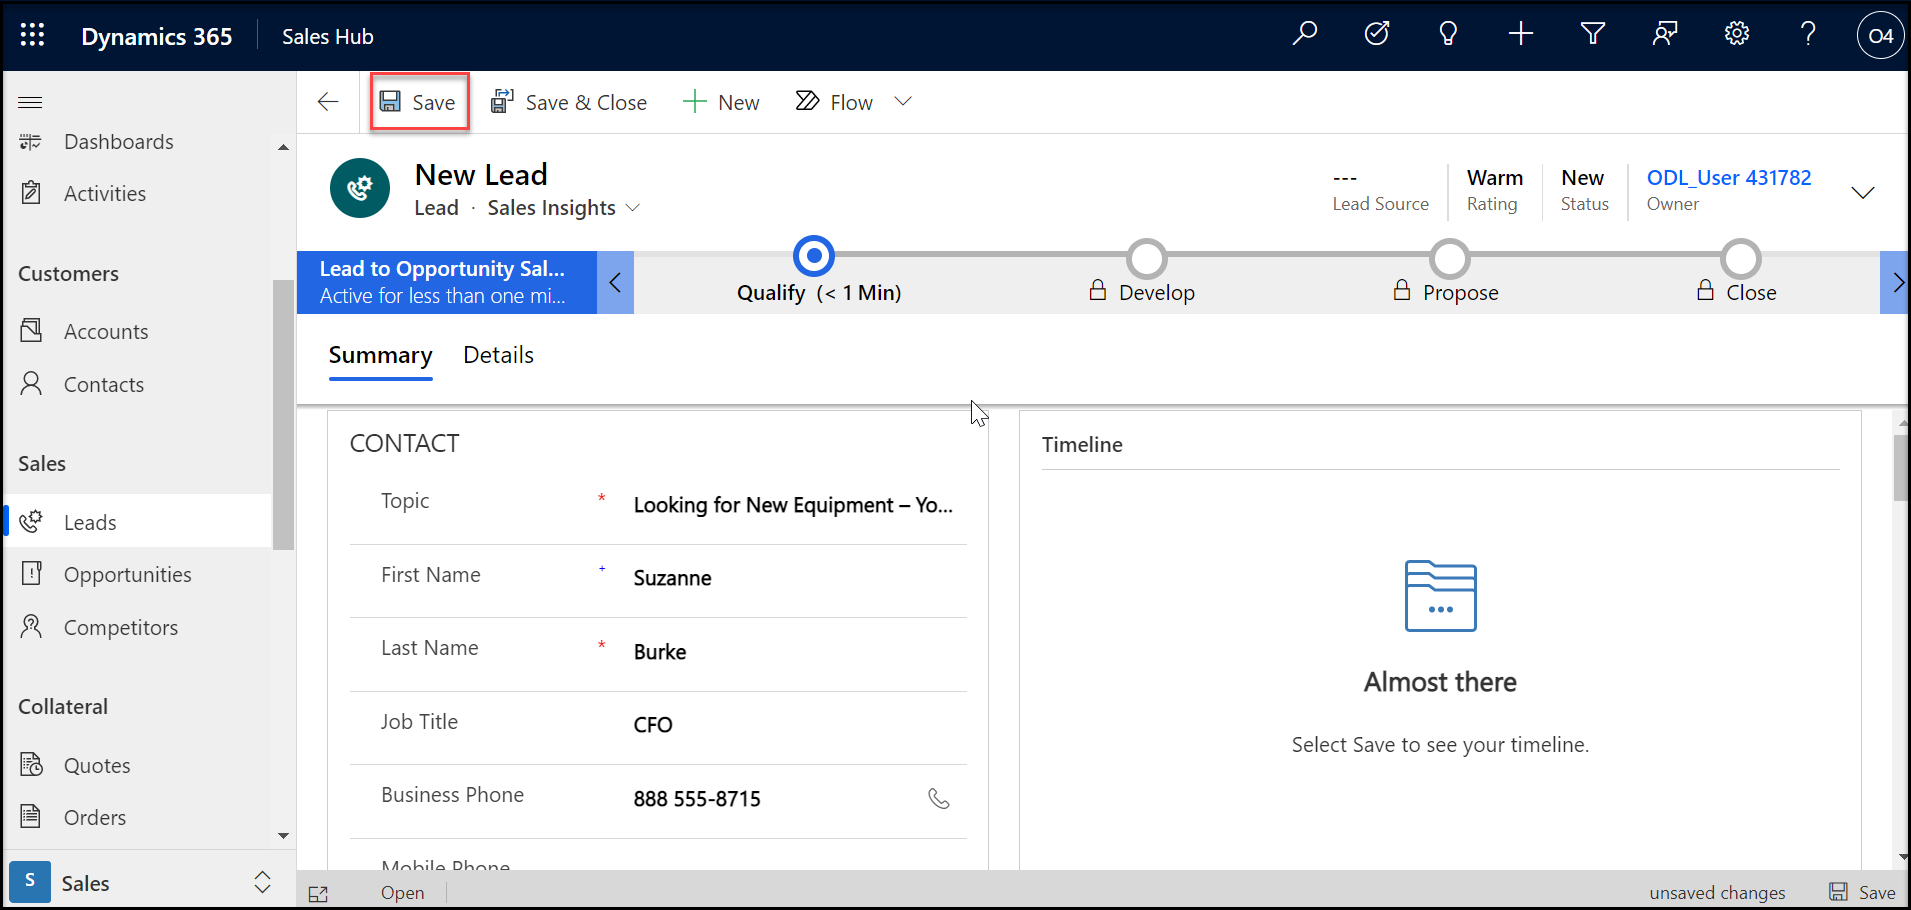 Dynamics 365
Sales Hub
O4
Save
Save & Close
New
Flow
Dashboards
Activities
Customers
Accounts
Contacts
Sales
Leads
Opportunities
Competitors
Collateral
Quotes
Orders
S
Sales
New Lead
Lead · Sales Insights
---
Lead Source
Warm
Rating
New
Status
ODL_User 431782
Owner
Lead to Opportunity Sal...
Active for less than one mi...
Qualify (< 1 Min)
Develop
Propose
Close
Summary
Details
CONTACT
Topic * Looking for New Equipment – Yo...
First Name + Suzanne
Last Name * Burke
Job Title CFO
Business Phone 888 555-8715
Mobile Phone
Timeline
Almost there
Select Save to see your timeline.
Open
unsaved changes
Save